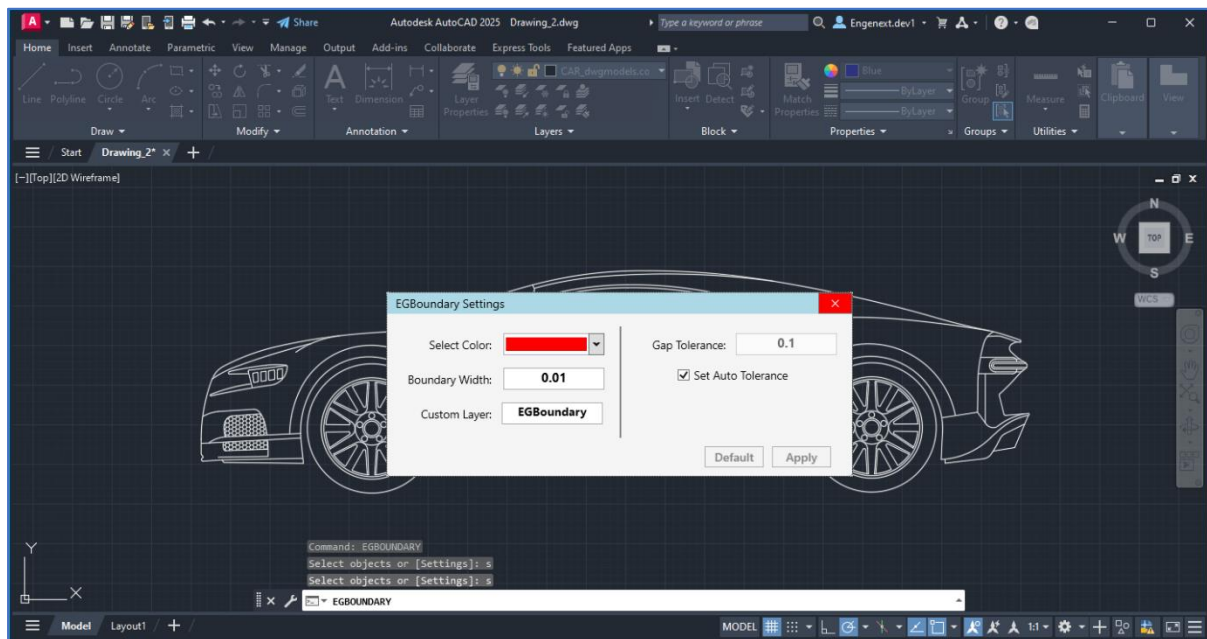 A Share Autodesk AutoCAD 2025 Drawing_2.dwg Type a keyword or phrase Engenext.dev1
Home Insert Annotate Parametric View Manage Output Add-ins Collaborate Express Tools Featured Apps
CAR_dwgmodels.co Blue
Line Polyline Circle Arc Text Dimension Layer Properties Insert Detect Match Properties ByLayer Group Measure Clipboard View
ByLayer
Draw Modify Annotation Layers Block Properties Groups Utilities
Start Drawing_2*
[−][Top][2D Wireframe]
N
W TOP E
S
WCS
EGBoundary Settings
Select Color: Gap Tolerance: 0.1
Boundary Width: 0.01 Set Auto Tolerance
Custom Layer: EGBoundary
Default Apply
Command: EGBOUNDARY
Select objects or [Settings]: s
Select objects or [Settings]: s
Y
X
EGBOUNDARY
Model Layout1 MODEL 1:1